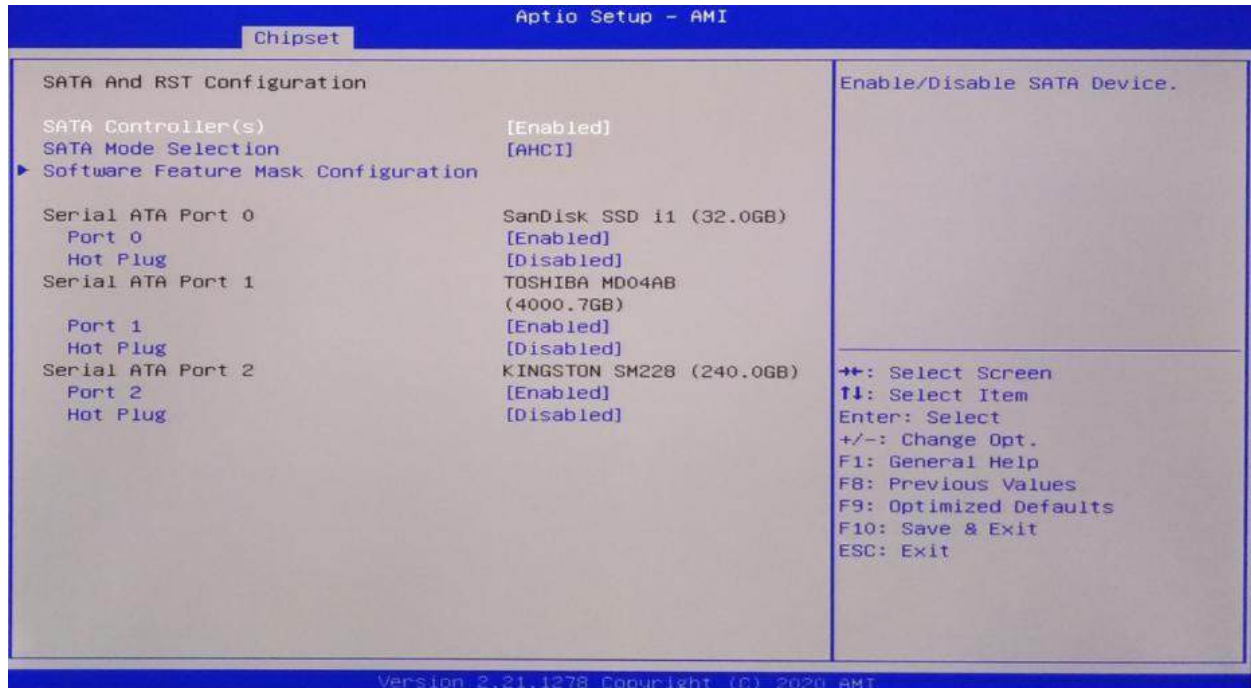 Aptio Setup – AMI
Chipset
SATA And RST Configuration
Enable/Disable SATA Device.
SATA Controller(s) [Enabled]
SATA Mode Selection [AHCI]
▶ Software Feature Mask Configuration
Serial ATA Port 0 SanDisk SSD i1 (32.0GB)
Port 0 [Enabled]
Hot Plug [Disabled]
Serial ATA Port 1 TOSHIBA MD04AB
(4000.7GB)
Port 1 [Enabled]
Hot Plug [Disabled]
Serial ATA Port 2 KINGSTON SM228 (240.0GB)
Port 2 [Enabled]
Hot Plug [Disabled]
→←: Select Screen
↑↓: Select Item
Enter: Select
+/-: Change Opt.
F1: General Help
F8: Previous Values
F9: Optimized Defaults
F10: Save & Exit
ESC: Exit
Version 2.21.1278 Copyright (C) 2020 AMI